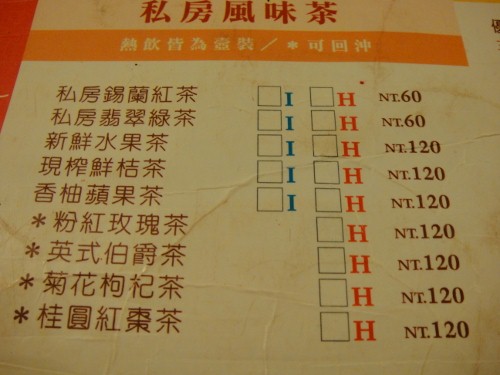 私房風味茶
熱飲皆為壺裝／*可回沖
私房錫蘭紅茶 □I □H NT.60
私房翡翠綠茶 □I □H NT.60
新鮮水果茶 □I □H NT.120
現榨鮮桔茶 □I □H NT.120
香柚蘋果茶 □I □H NT.120
*粉紅玫瑰茶 □H NT.120
*英式伯爵茶 □H NT.120
*菊花枸杞茶 □H NT.120
*桂圓紅棗茶 □H NT.120